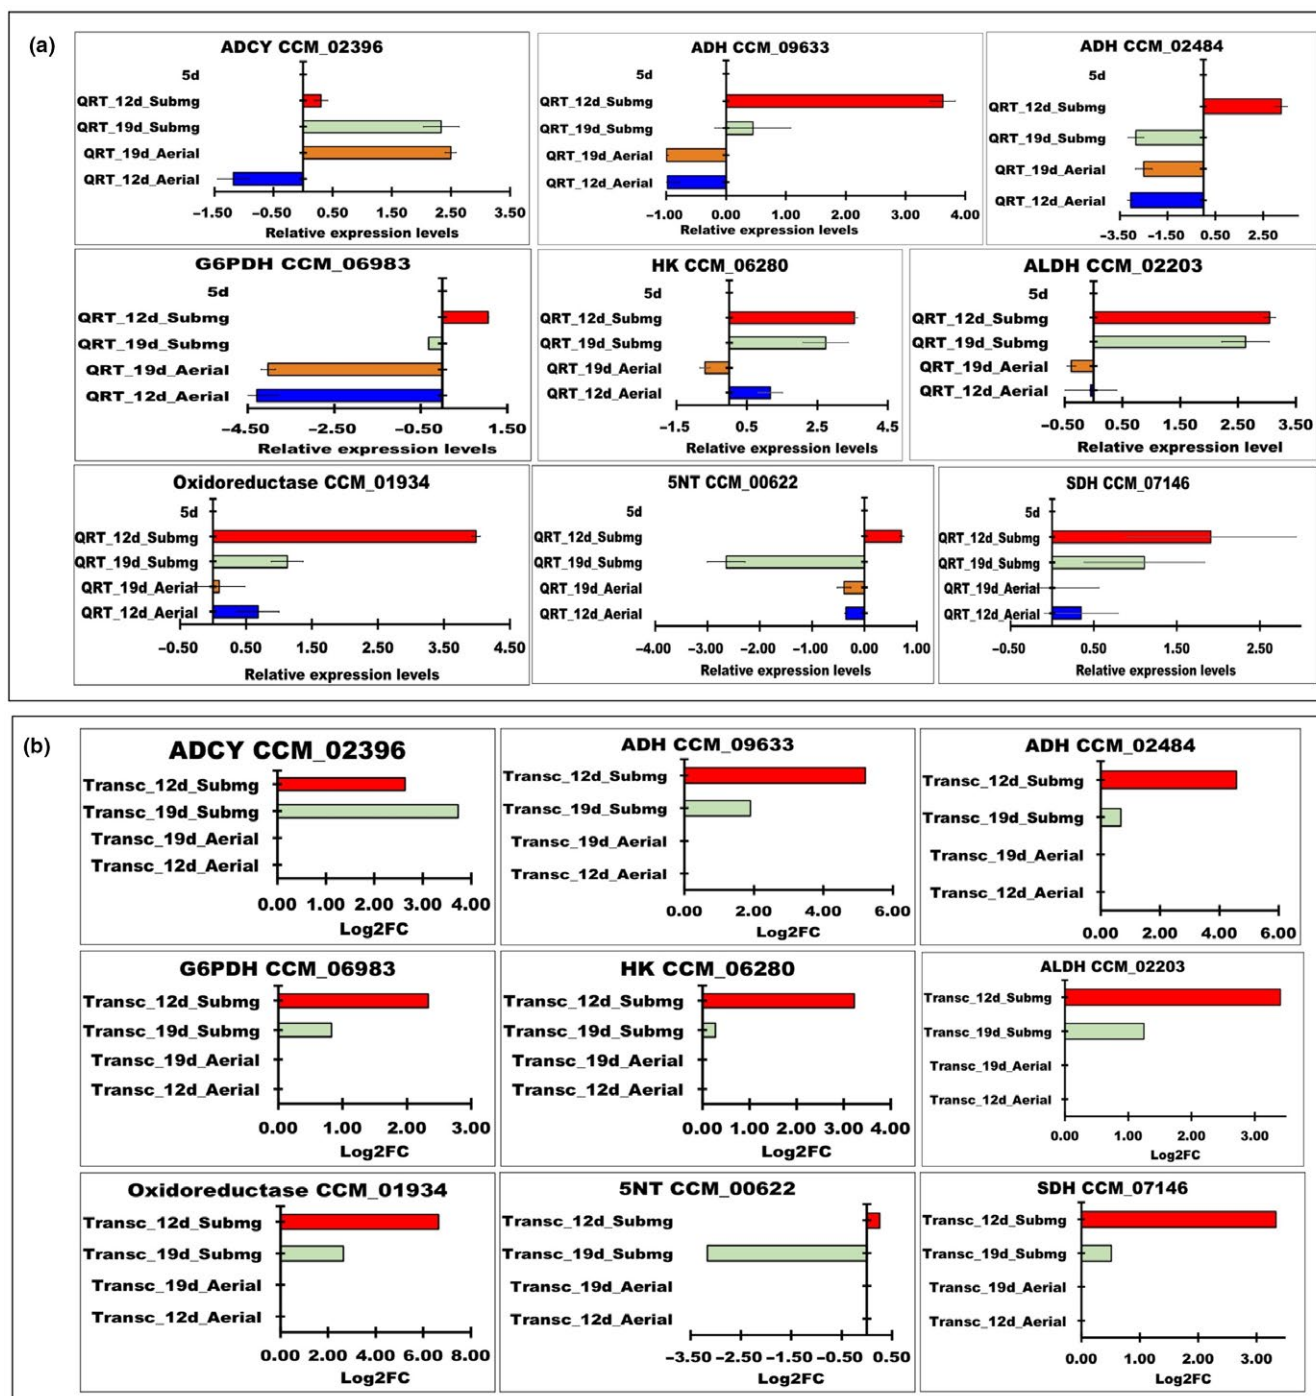 (a)
ADCY CCM_02396
5d
QRT_12d_Submg
QRT_19d_Submg
QRT_19d_Aerial
QRT_12d_Aerial
−1.50 −0.50 0.50 1.50 2.50 3.50
Relative expression levels
ADH CCM_09633
5d
QRT_12d_Submg
QRT_19d_Submg
QRT_19d_Aerial
QRT_12d_Aerial
−1.00 0.00 1.00 2.00 3.00 4.00
Relative expression levels
ADH CCM_02484
5d
QRT_12d_Submg
QRT_19d_Submg
QRT_19d_Aerial
QRT_12d_Aerial
−3.50 −1.50 0.50 2.50
Relative expression levels
G6PDH CCM_06983
5d
QRT_12d_Submg
QRT_19d_Submg
QRT_19d_Aerial
QRT_12d_Aerial
−4.50 −2.50 −0.50 1.50
Relative expression levels
HK CCM_06280
5d
QRT_12d_Submg
QRT_19d_Submg
QRT_19d_Aerial
QRT_12d_Aerial
−1.5 0.5 2.5 4.5
Relative expression levels
ALDH CCM_02203
5d
QRT_12d_Submg
QRT_19d_Submg
QRT_19d_Aerial
QRT_12d_Aerial
−0.50 0.50 1.50 2.50 3.50
Relative expression level
Oxidoreductase CCM_01934
5d
QRT_12d_Submg
QRT_19d_Submg
QRT_19d_Aerial
QRT_12d_Aerial
−0.50 0.50 1.50 2.50 3.50 4.50
Relative expression levels
5NT CCM_00622
5d
QRT_12d_Submg
QRT_19d_Submg
QRT_19d_Aerial
QRT_12d_Aerial
−4.00 −3.00 −2.00 −1.00 0.00 1.00
Relative expression levels
SDH CCM_07146
5d
QRT_12d_Submg
QRT_19d_Submg
QRT_19d_Aerial
QRT_12d_Aerial
−0.50 0.50 1.50 2.50
Relative expression levels
(b)
ADCY CCM_02396
Transc_12d_Submg
Transc_19d_Submg
Transc_19d_Aerial
Transc_12d_Aerial
0.00 1.00 2.00 3.00 4.00
Log2FC
ADH CCM_09633
Transc_12d_Submg
Transc_19d_Submg
Transc_19d_Aerial
Transc_12d_Aerial
0.00 2.00 4.00 6.00
Log2FC
ADH CCM_02484
Transc_12d_Submg
Transc_19d_Submg
Transc_19d_Aerial
Transc_12d_Aerial
0.00 2.00 4.00 6.00
Log2FC
G6PDH CCM_06983
Transc_12d_Submg
Transc_19d_Submg
Transc_19d_Aerial
Transc_12d_Aerial
0.00 1.00 2.00 3.00
Log2FC
HK CCM_06280
Transc_12d_Submg
Transc_19d_Submg
Transc_19d_Aerial
Transc_12d_Aerial
0.00 1.00 2.00 3.00 4.00
Log2FC
ALDH CCM_02203
Transc_12d_Submg
Transc_19d_Submg
Transc_19d_Aerial
Transc_12d_Aerial
0.00 1.00 2.00 3.00
Log2FC
Oxidoreductase CCM_01934
Transc_12d_Submg
Transc_19d_Submg
Transc_19d_Aerial
Transc_12d_Aerial
0.00 2.00 4.00 6.00 8.00
Log2FC
5NT CCM_00622
Transc_12d_Submg
Transc_19d_Submg
Transc_19d_Aerial
Transc_12d_Aerial
−3.50 −2.50 −1.50 −0.50 0.50
Log2FC
SDH CCM_07146
Transc_12d_Submg
Transc_19d_Submg
Transc_19d_Aerial
Transc_12d_Aerial
0.00 1.00 2.00 3.00
Log2FC